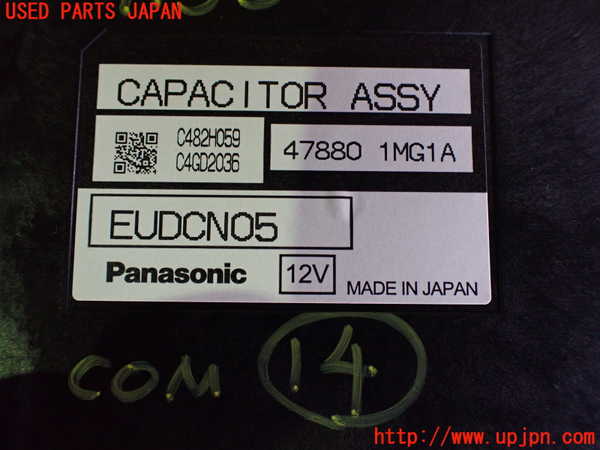 USED PARTS JAPAN
CAPACITOR ASSY
C482H059
C4GD2036
47880 1MG1A
EUDCN05
Panasonic
12V
MADE IN JAPAN
COM 14
http://www.upjpn.com/